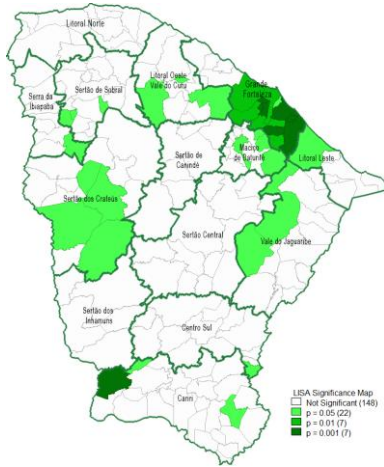 Litoral Norte
Litoral Oeste
Vale do Curu
Grande
Fortaleza
Serra da
Ibiapaba
Sertão de Sobral
Maciço
de Baturité
Litoral Leste
Sertão de
Canindé
Sertão dos Crateús
Sertão Central
Vale do Jaguaribe
Sertão dos
Inhamuns
Centro Sul
Cariri
LISA Significance Map
Not Significant (148)
p = 0.05 (22)
p = 0.01 (7)
p = 0.001 (7)